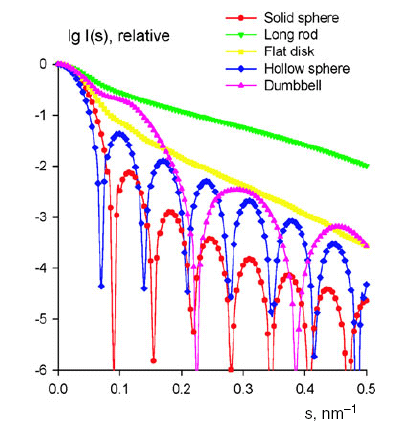 lg I(s), relative
Solid sphere
Long rod
Flat disk
Hollow sphere
Dumbbell
0
-1
-2
-3
-4
-5
-6
0.0 0.1 0.2 0.3 0.4 0.5
s, nm⁻¹